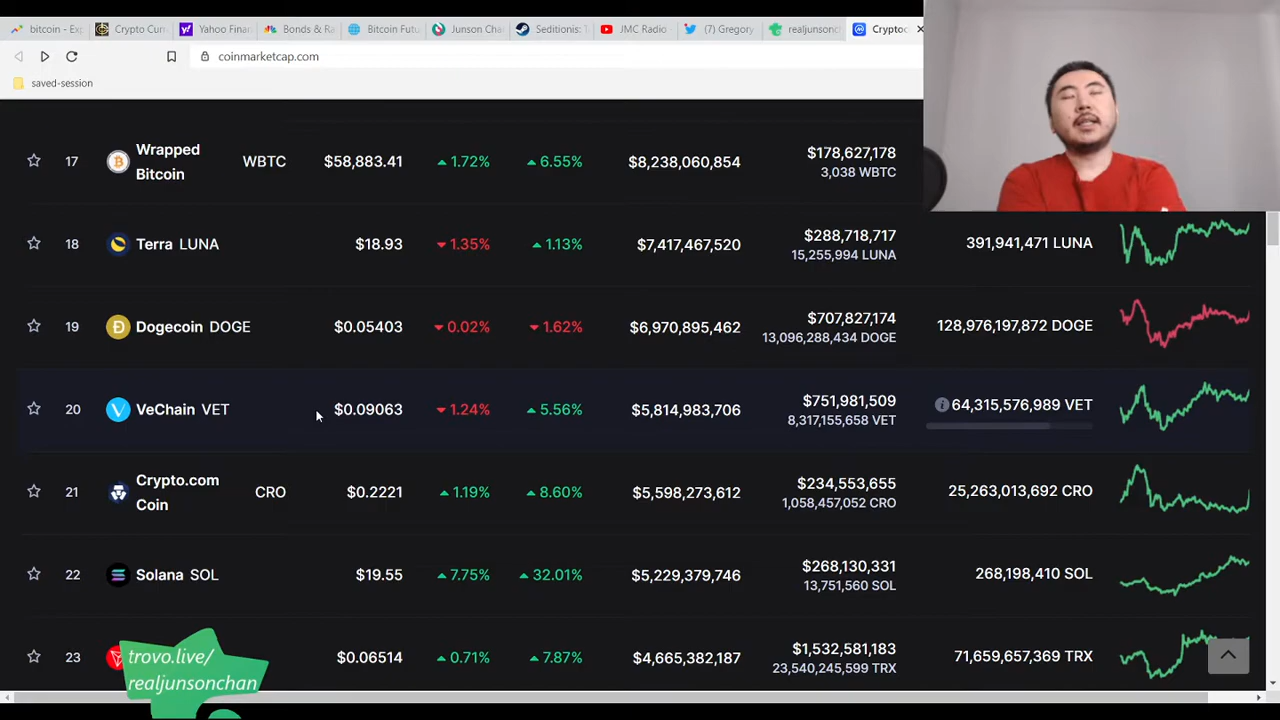 bitcoin - Exp
Crypto Curr
Yahoo Finan
Bonds & Ra
Bitcoin Futu
Junson Chan
Seditionis: T
JMC Radio
(7) Gregory
realjunsonch
Cryptoc
coinmarketcap.com
saved-session
17 Wrapped Bitcoin WBTC $58,883.41 1.72% 6.55% $8,238,060,854 $178,627,178
3,038 WBTC
18 Terra LUNA $18.93 1.35% 1.13% $7,417,467,520 $288,718,717 391,941,471 LUNA
15,255,994 LUNA
19 Dogecoin DOGE $0.05403 0.02% 1.62% $6,970,895,462 $707,827,174 128,976,197,872 DOGE
13,096,288,434 DOGE
20 VeChain VET $0.09063 1.24% 5.56% $5,814,983,706 $751,981,509 64,315,576,989 VET
8,317,155,658 VET
21 Crypto.com Coin CRO $0.2221 1.19% 8.60% $5,598,273,612 $234,553,655 25,263,013,692 CRO
1,058,457,052 CRO
22 Solana SOL $19.55 7.75% 32.01% $5,229,379,746 $268,130,331 268,198,410 SOL
13,751,560 SOL
23 $0.06514 0.71% 7.87% $4,665,382,187 $1,532,581,183 71,659,657,369 TRX
23,540,245,599 TRX
trovo.live/
realjunsonchan